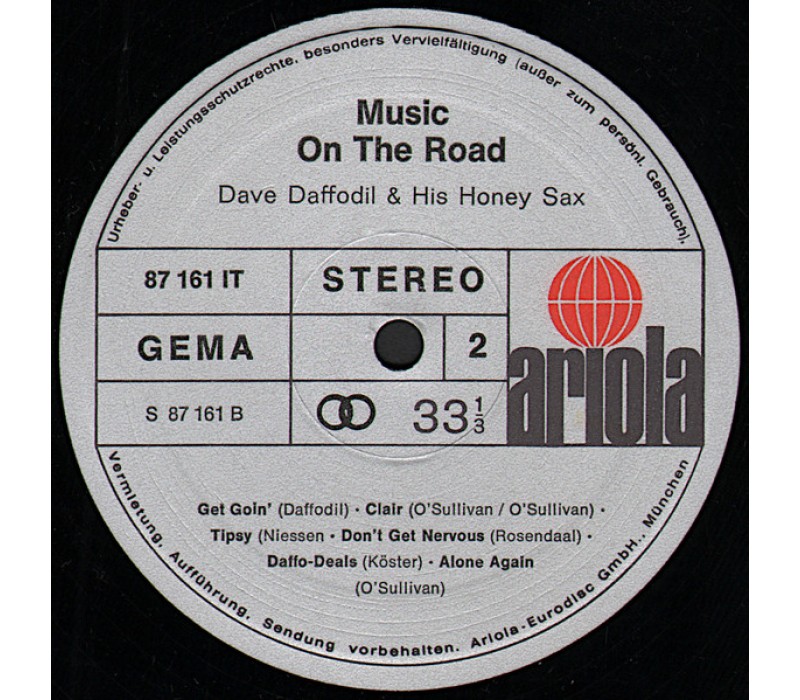 Urheber- u. Leistungsschutzrechte, besonders Vervielfältigung (außer zum persönl. Gebrauch),
Music
On The Road
Dave Daffodil & His Honey Sax
87 161 IT
STEREO
GEMA
2
S 87 161 B
33 1/3
ariola
Get Goin' (Daffodil) · Clair (O'Sullivan / O'Sullivan) ·
Tipsy (Niessen · Don't Get Nervous (Rosendaal) ·
Daffo-Deals (Köster) · Alone Again
(O'Sullivan)
Vermietung, Aufführung, Sendung vorbehalten. Ariola-Eurodisc GmbH., München